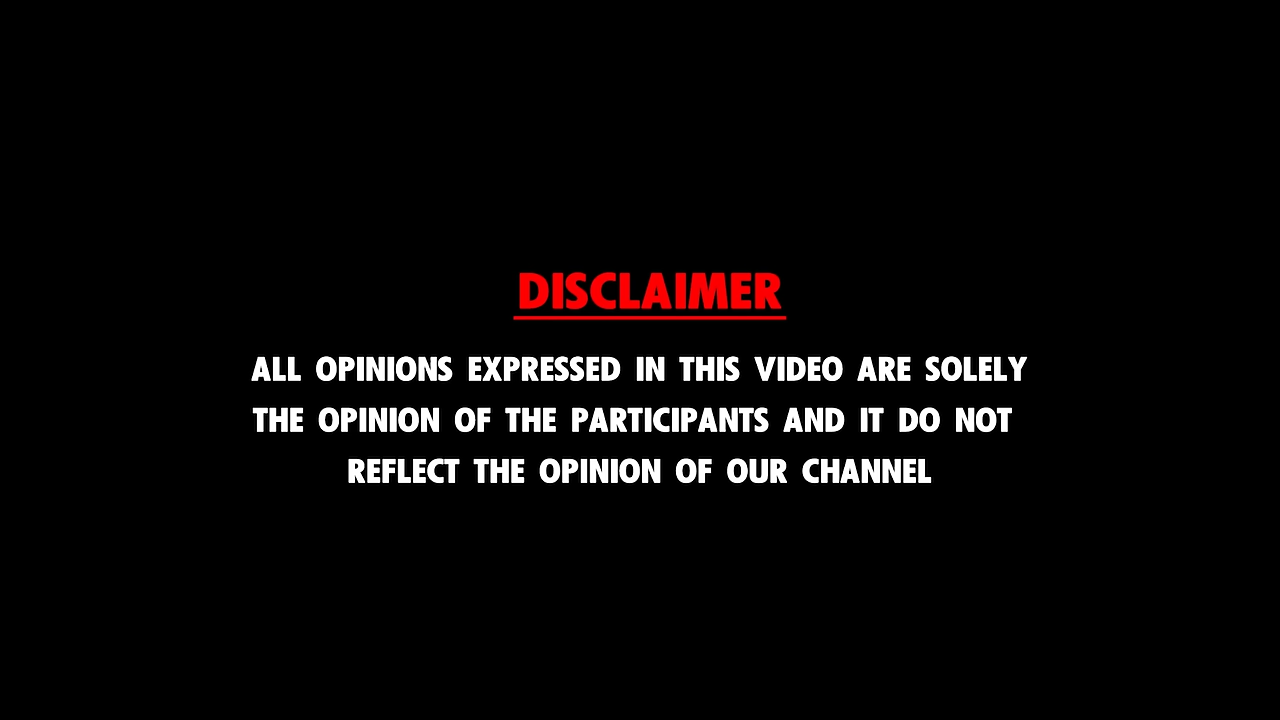 DISCLAIMER
ALL OPINIONS EXPRESSED IN THIS VIDEO ARE SOLELY
THE OPINION OF THE PARTICIPANTS AND IT DO NOT
REFLECT THE OPINION OF OUR CHANNEL